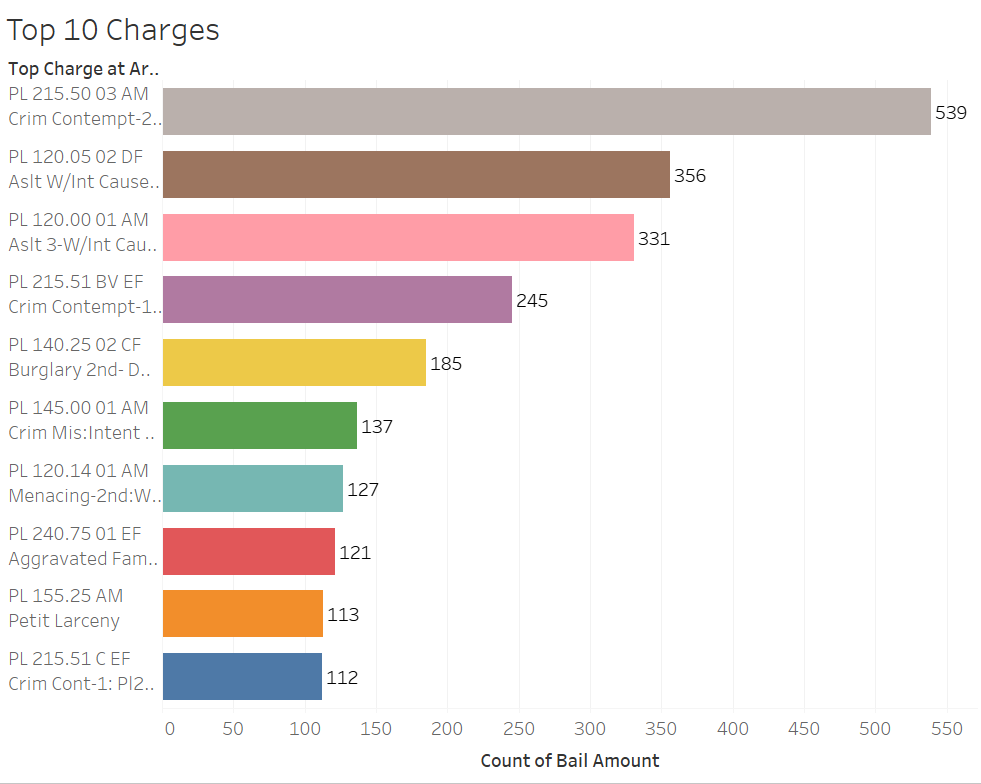 Top 10 Charges
Top Charge at Ar..
PL 215.50 03 AM
Crim Contempt-2..
539
PL 120.05 02 DF
Aslt W/Int Cause..
356
PL 120.00 01 AM
Aslt 3-W/Int Cau..
331
PL 215.51 BV EF
Crim Contempt-1..
245
PL 140.25 02 CF
Burglary 2nd- D..
185
PL 145.00 01 AM
Crim Mis:Intent ..
137
PL 120.14 01 AM
Menacing-2nd:W..
127
PL 240.75 01 EF
Aggravated Fam..
121
PL 155.25 AM
Petit Larceny
113
PL 215.51 C EF
Crim Cont-1: Pl2..
112
0 50 100 150 200 250 300 350 400 450 500 550
Count of Bail Amount